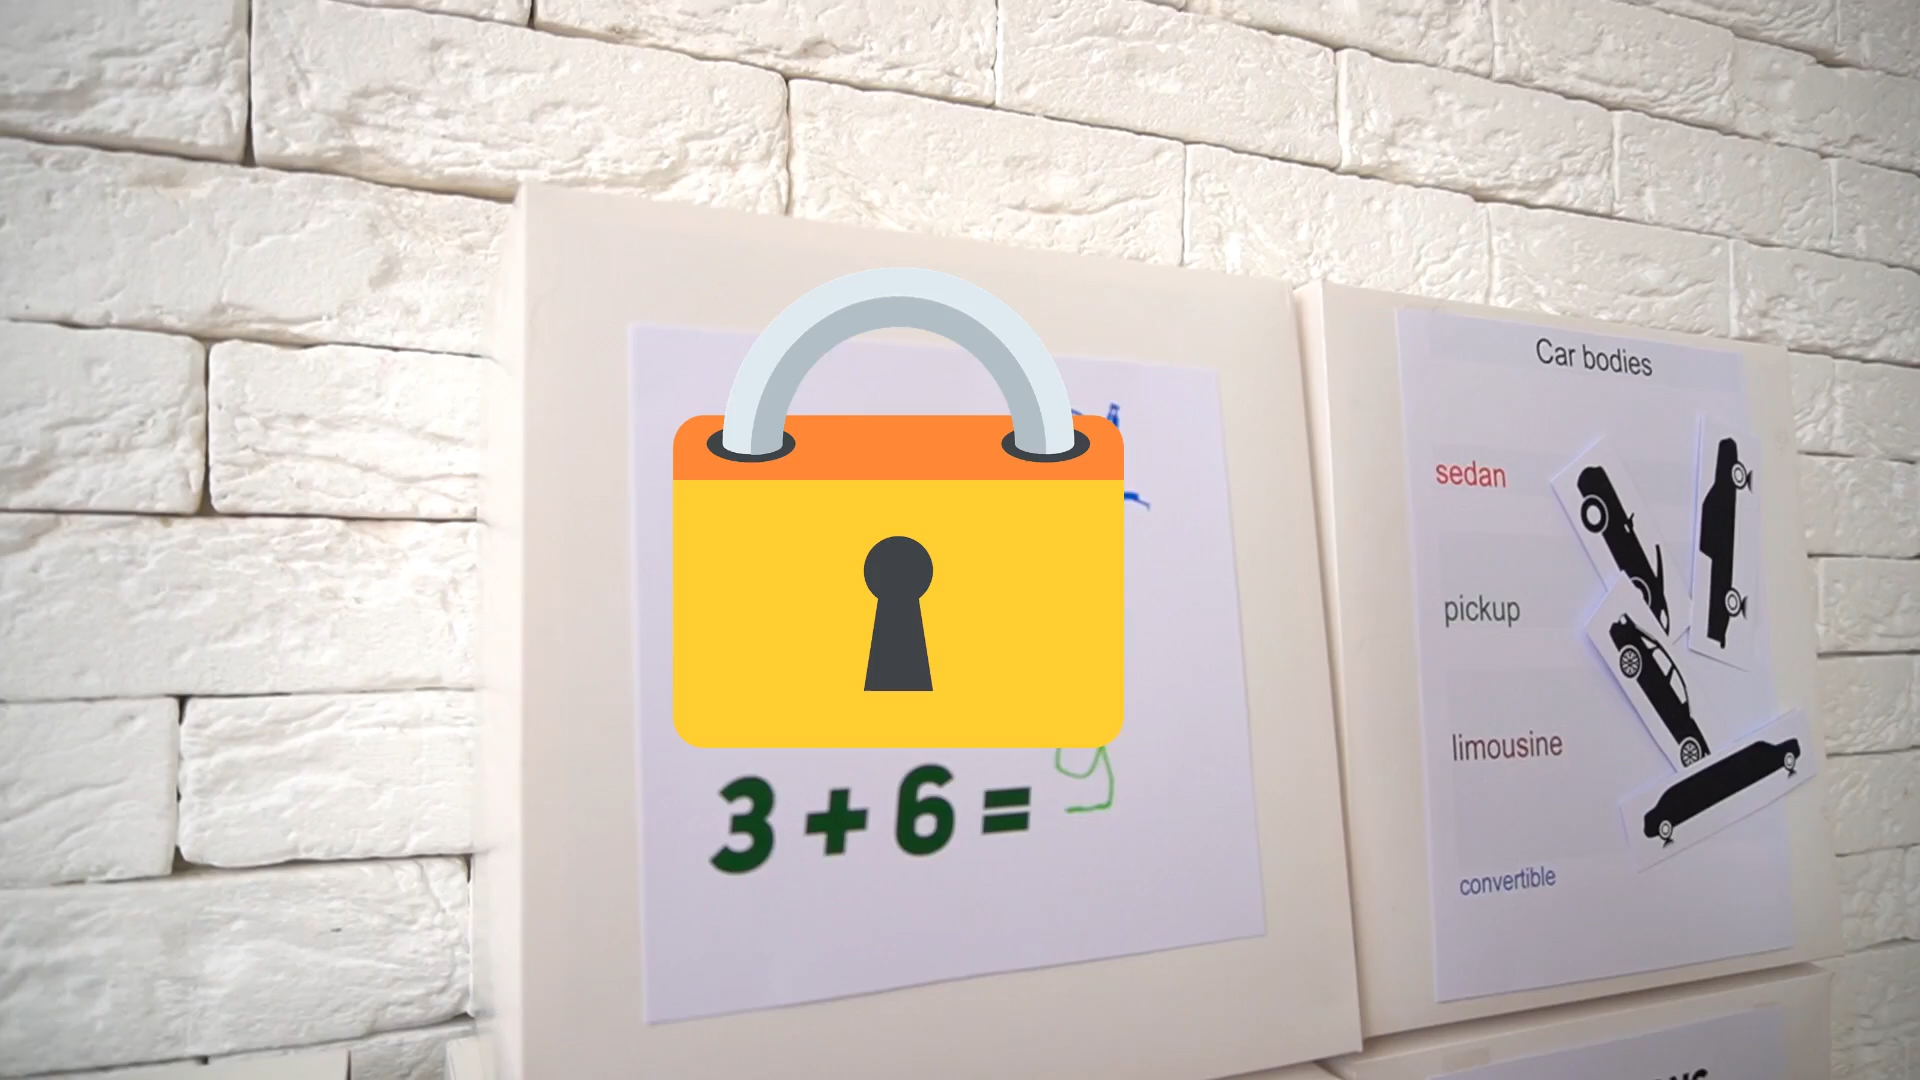 3 + 6 = 9
Car bodies
sedan
pickup
limousine
convertible